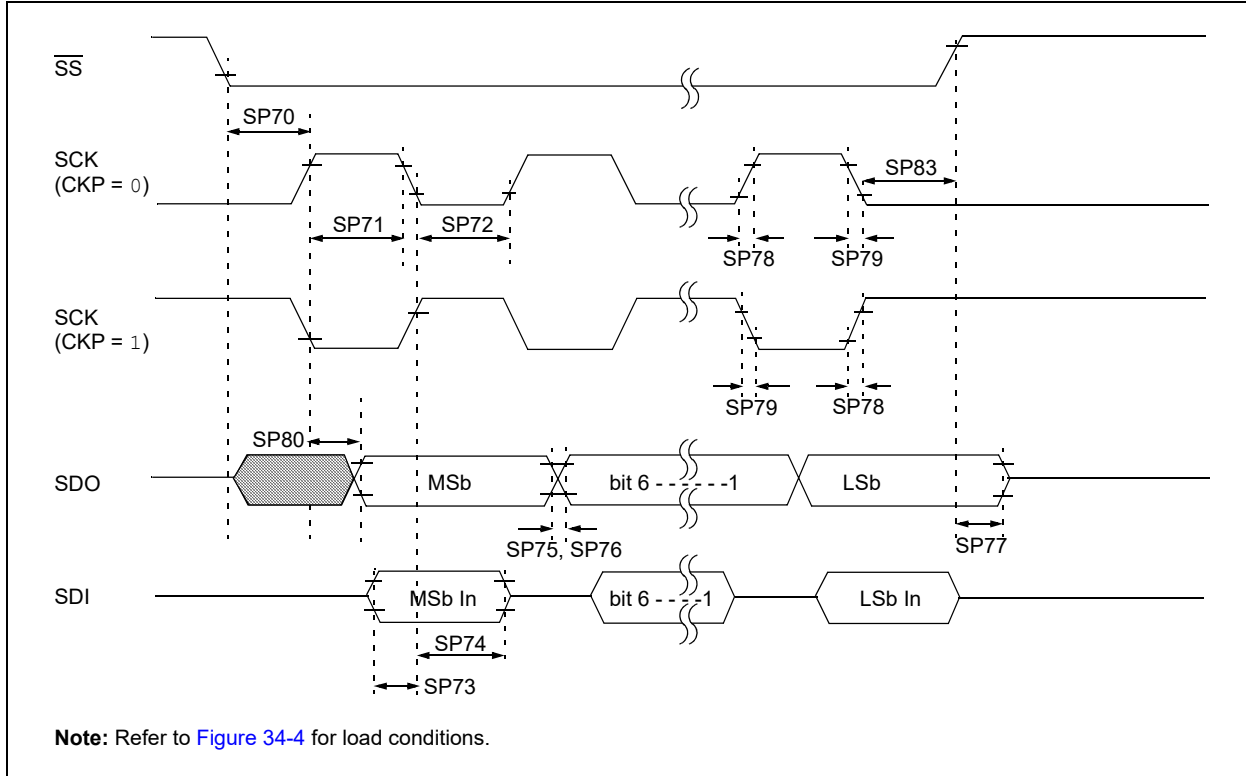 SS
SP70
SCK
(CKP = 0)
SP83
SP71
SP72
SP78
SP79
SCK
(CKP = 1)
SP79
SP78
SP80
SDO
MSb
bit 6 - - - - - -1
LSb
SP75, SP76
SP77
SDI
MSb In
bit 6 - - - -1
LSb In
SP74
SP73
Note: Refer to Figure 34-4 for load conditions.